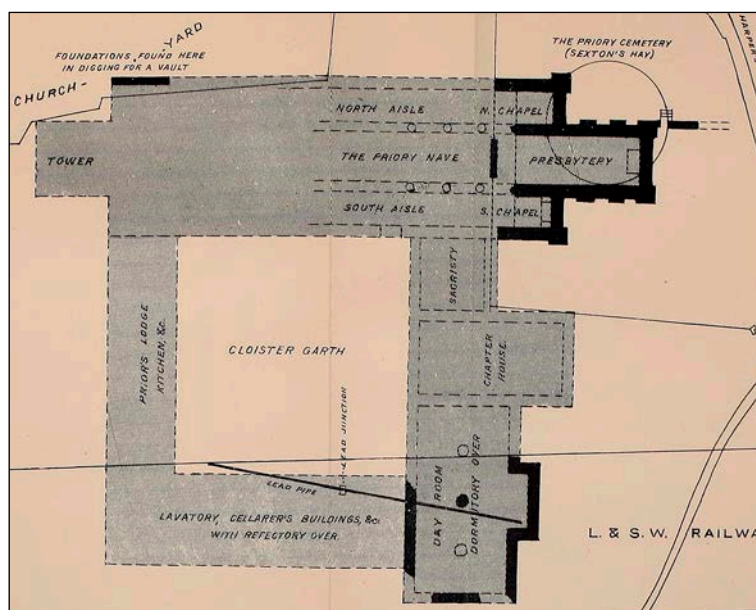 FOUNDATIONS FOUND HERE
IN DIGGING FOR A VAULT
CHURCH-YARD
THE PRIORY CEMETERY
(SEXTON'S HAY)
HARPER
NORTH AISLE
N. CHAPEL
TOWER
THE PRIORY NAVE
PRESBYTERY
SOUTH AISLE
S. CHAPEL
SACRISTY
PRIOR'S LODGE
KITCHEN, &c.
CLOISTER GARTH
CHAPTER
HOUSE.
LEAD JUNCTION
LEAD PIPE
DAY ROOM
DORMITORY OVER
LAVATORY, CELLARER'S BUILDINGS, &c.
WITH REFECTORY OVER.
L. & S.W. RAILWA